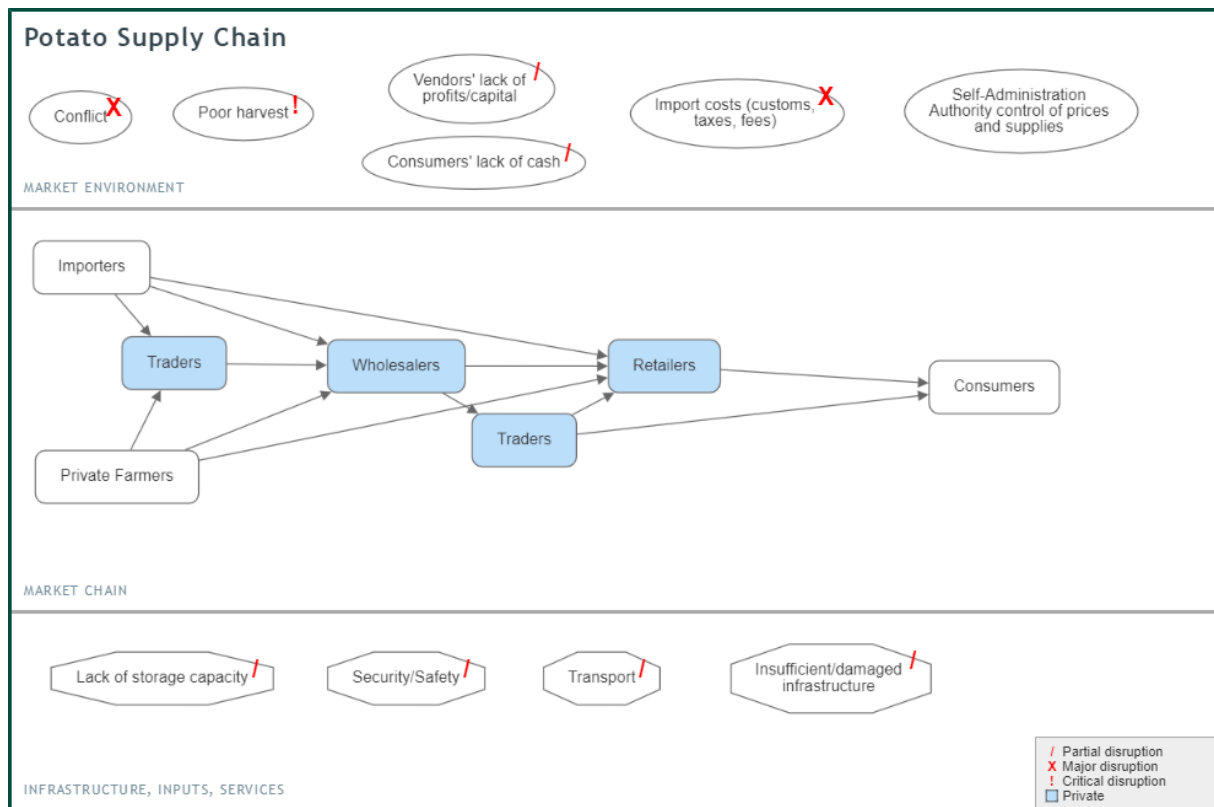 Potato Supply Chain
Conflict X
Poor harvest !
Vendors' lack of /
profits/capital
Consumers' lack of cash /
Import costs (customs, X
taxes, fees)
Self-Administration
Authority control of prices
and supplies
MARKET ENVIRONMENT
Importers
Traders
Wholesalers
Retailers
Consumers
Traders
Private Farmers
MARKET CHAIN
Lack of storage capacity /
Security/Safety /
Transport /
Insufficient/damaged /
infrastructure
/ Partial disruption
X Major disruption
! Critical disruption
Private
INFRASTRUCTURE, INPUTS, SERVICES